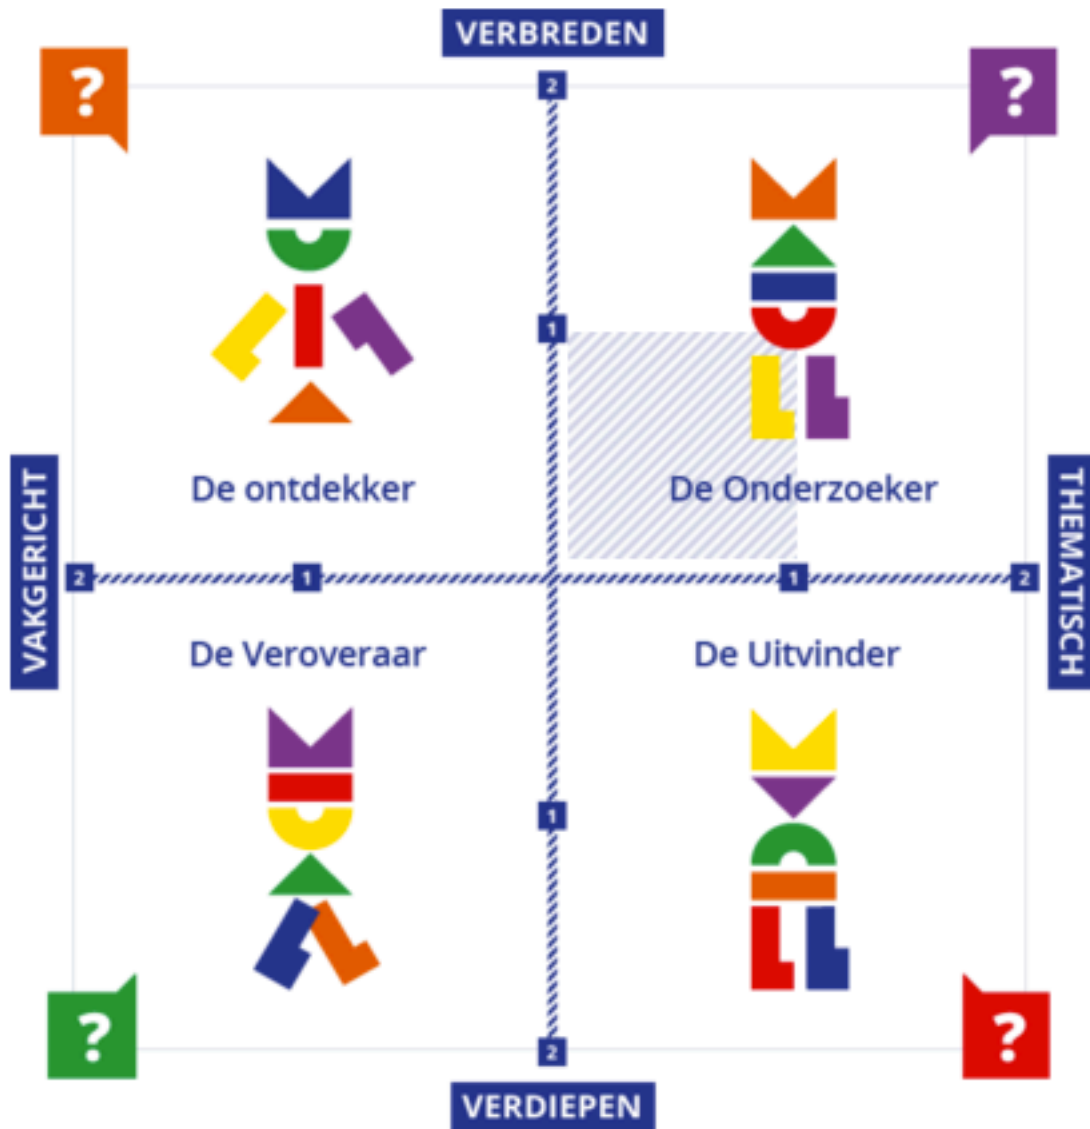 VERBREDEN
?
2
?
1
De ontdekker
De Onderzoeker
VAKGERICHT
2
1
1
2
THEMATISCH
De Veroveraar
De Uitvinder
1
?
2
?
VERDIEPEN